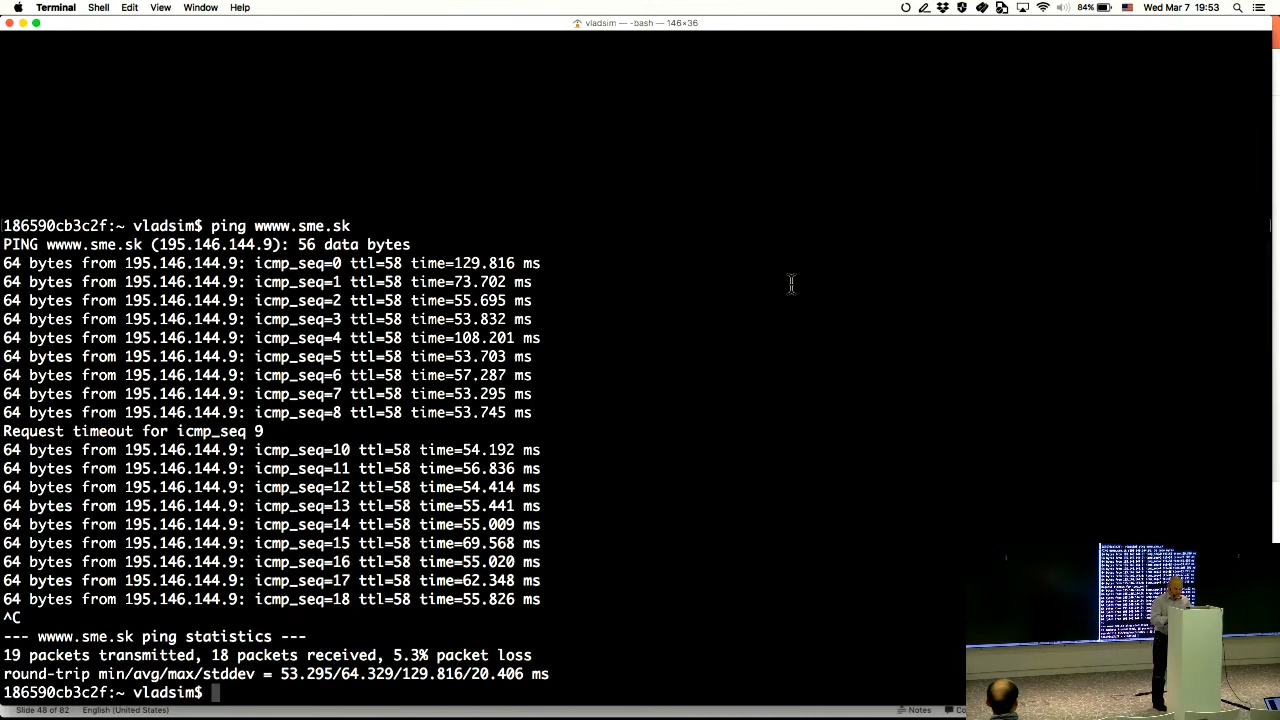 Terminal Shell Edit View Window Help 84% Wed Mar 7 19:53
vladsim — -bash — 146×36
186590cb3c2f:~ vladsim$ ping wwww.sme.sk
PING wwww.sme.sk (195.146.144.9): 56 data bytes
64 bytes from 195.146.144.9: icmp_seq=0 ttl=58 time=129.816 ms
64 bytes from 195.146.144.9: icmp_seq=1 ttl=58 time=73.702 ms
64 bytes from 195.146.144.9: icmp_seq=2 ttl=58 time=55.695 ms
64 bytes from 195.146.144.9: icmp_seq=3 ttl=58 time=53.832 ms
64 bytes from 195.146.144.9: icmp_seq=4 ttl=58 time=108.201 ms
64 bytes from 195.146.144.9: icmp_seq=5 ttl=58 time=53.703 ms
64 bytes from 195.146.144.9: icmp_seq=6 ttl=58 time=57.287 ms
64 bytes from 195.146.144.9: icmp_seq=7 ttl=58 time=53.295 ms
64 bytes from 195.146.144.9: icmp_seq=8 ttl=58 time=53.745 ms
Request timeout for icmp_seq 9
64 bytes from 195.146.144.9: icmp_seq=10 ttl=58 time=54.192 ms
64 bytes from 195.146.144.9: icmp_seq=11 ttl=58 time=56.836 ms
64 bytes from 195.146.144.9: icmp_seq=12 ttl=58 time=54.414 ms
64 bytes from 195.146.144.9: icmp_seq=13 ttl=58 time=55.441 ms
64 bytes from 195.146.144.9: icmp_seq=14 ttl=58 time=55.009 ms
64 bytes from 195.146.144.9: icmp_seq=15 ttl=58 time=69.568 ms
64 bytes from 195.146.144.9: icmp_seq=16 ttl=58 time=55.020 ms
64 bytes from 195.146.144.9: icmp_seq=17 ttl=58 time=62.348 ms
64 bytes from 195.146.144.9: icmp_seq=18 ttl=58 time=55.826 ms
^C
--- wwww.sme.sk ping statistics ---
19 packets transmitted, 18 packets received, 5.3% packet loss
round-trip min/avg/max/stddev = 53.295/64.329/129.816/20.406 ms
186590cb3c2f:~ vladsim$
Slide 48 of 82 English (United States) Notes